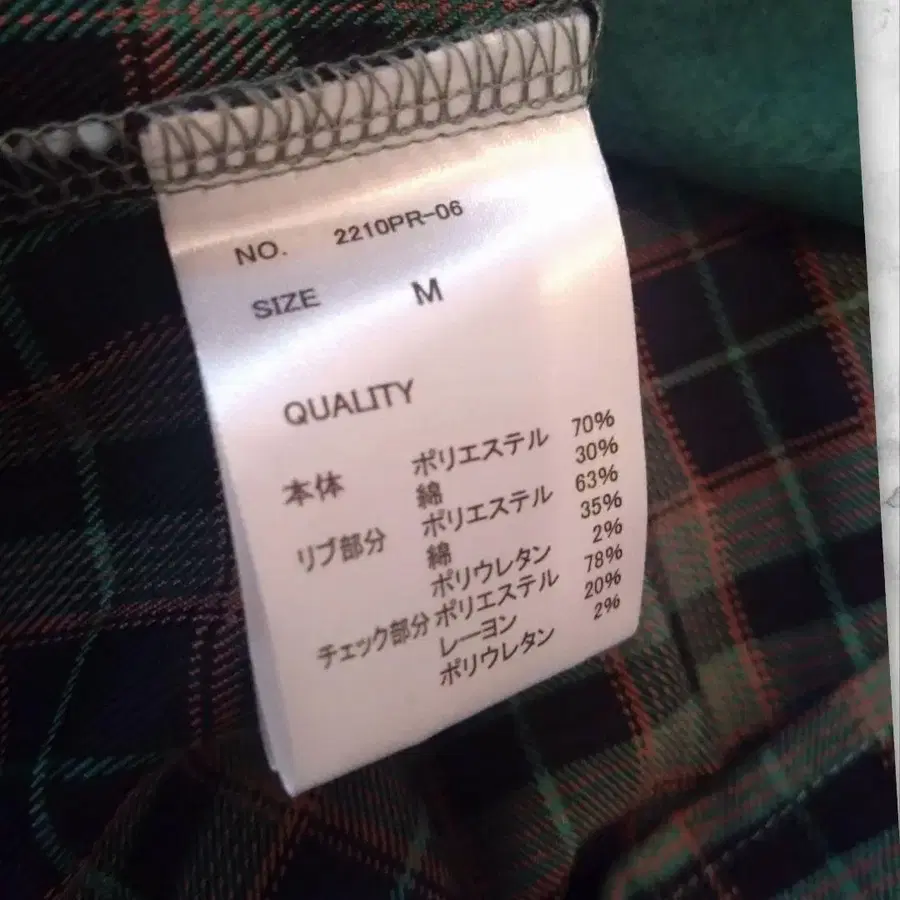 NO. 2210PR-06
SIZE M
QUALITY
本体 ポリエステル 70%
綿 30%
リブ部分 ポリエステル 63%
綿 35%
ポリウレタン 2%
チェック部分 ポリエステル 78%
レーヨン 20%
ポリウレタン 2%